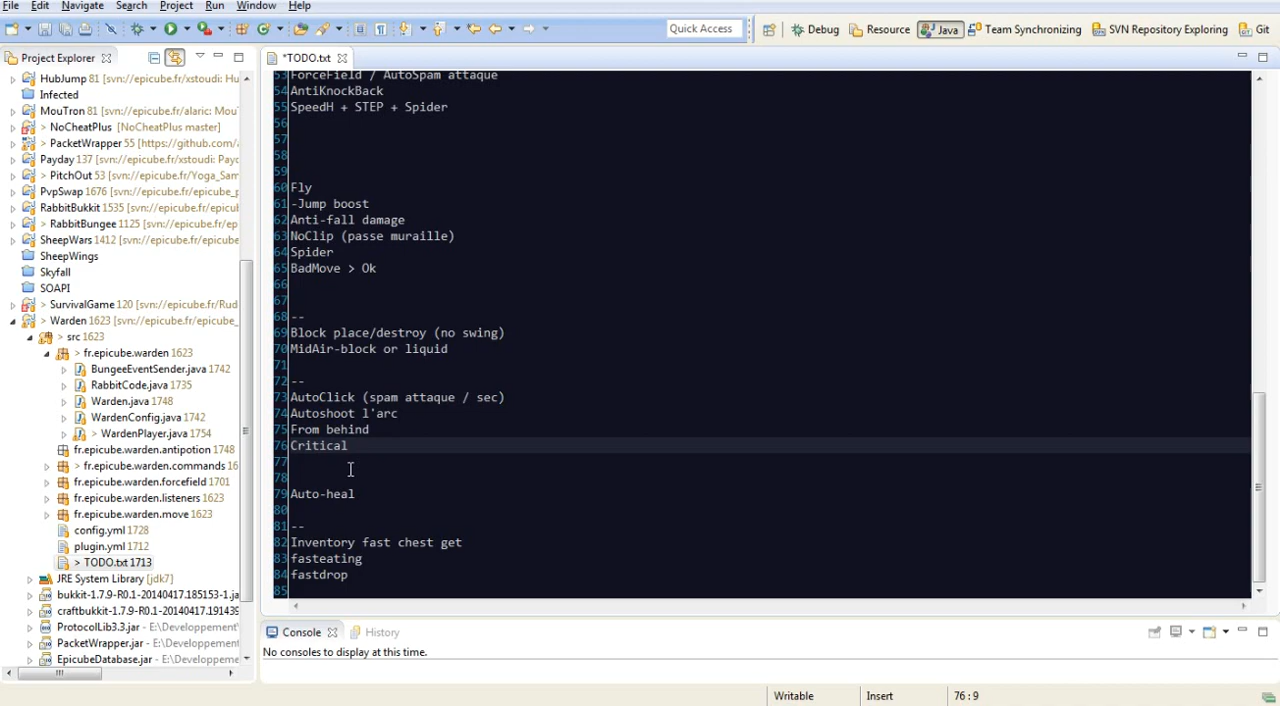 File Edit Navigate Search Project Run Window Help
Quick Access
Debug Resource Java Team Synchronizing SVN Repository Exploring Git
Project Explorer
*TODO.txt
HubJump 81 [svn://epicube.fr/xstoudi: Hu
Infected
MouTron 81 [svn://epicube.fr/alaric: Mou
> NoCheatPlus [NoCheatPlus master]
> PacketWrapper 55 [https://github.com/a
Payday 137 [svn://epicube.fr/xstoudi: Payd
> PitchOut 53 [svn://epicube.fr/Yoga_Sam
PvpSwap 1676 [svn://epicube.fr/epicube_p
RabbitBukkit 1535 [svn://epicube.fr/epicub
> RabbitBungee 1125 [svn://epicube.fr/ep
SheepWars 1412 [svn://epicube.fr/epicube_
SheepWings
Skyfall
SOAPI
> SurvivalGame 120 [svn://epicube.fr/Rud
> Warden 1623 [svn://epicube.fr/epicube_
> src 1623
> fr.epicube.warden 1623
BungeeEventSender.java 1742
RabbitCode.java 1735
Warden.java 1748
WardenConfig.java 1742
> WardenPlayer.java 1754
fr.epicube.warden.antipotion 1748
> fr.epicube.warden.commands 16
fr.epicube.warden.forcefield 1701
fr.epicube.warden.listeners 1623
fr.epicube.warden.move 1623
config.yml 1728
plugin.yml 1712
> TODO.txt 1713
JRE System Library [jdk7]
bukkit-1.7.9-R0.1-20140417.185153-1.ja
craftbukkit-1.7.9-R0.1-20140417.191439
ProtocolLib3.3.jar - E:\Developpement\
PacketWrapper.jar - E:\Developpement
EpicubeDatabase.jar - E:\Developpeme
53 ForceField / AutoSpam attaque
54 AntiKnockBack
55 SpeedH + STEP + Spider
56
57
58
59
60 Fly
61 -Jump boost
62 Anti-fall damage
63 NoClip (passe muraille)
64 Spider
65 BadMove > Ok
66
67
68 --
69 Block place/destroy (no swing)
70 MidAir-block or liquid
71
72 --
73 AutoClick (spam attaque / sec)
74 Autoshoot l'arc
75 From behind
76 Critical
77
78
79 Auto-heal
80
81 --
82 Inventory fast chest get
83 fasteating
84 fastdrop
85
Console History
No consoles to display at this time.
Writable Insert 76 : 9